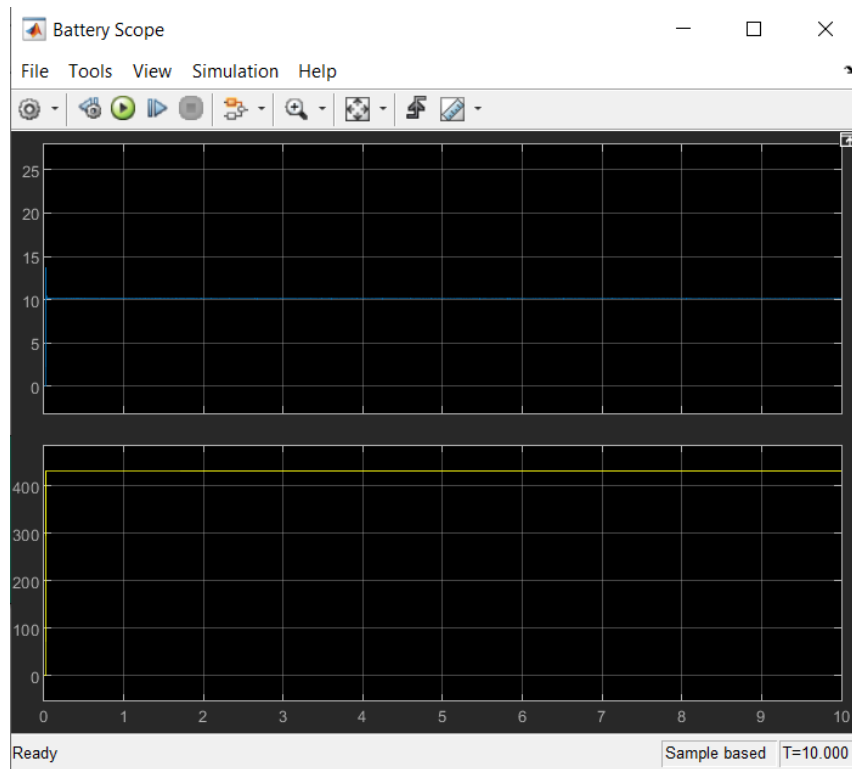 Battery Scope
File Tools View Simulation Help
25
20
15
10
5
0
400
300
200
100
0
0 1 2 3 4 5 6 7 8 9 10
Ready Sample based T=10.000